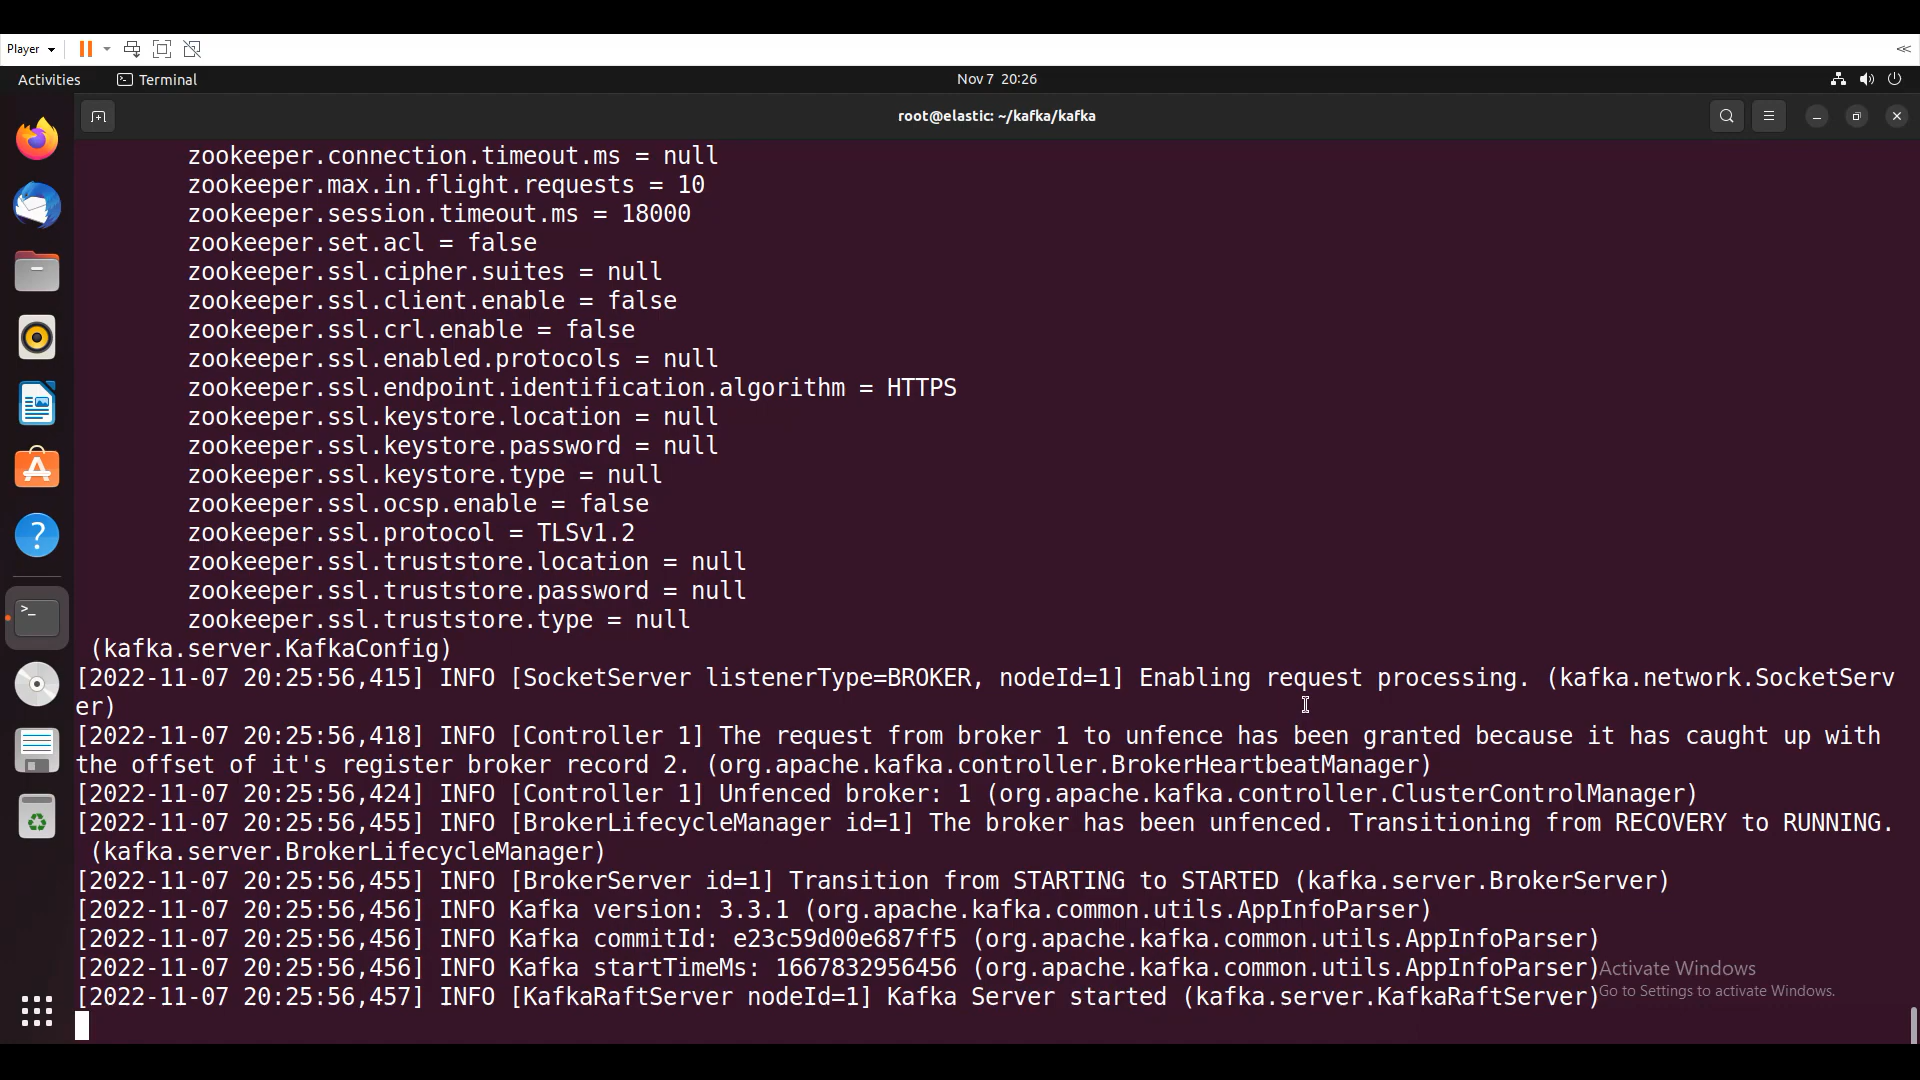 Player
Activities
Terminal
Nov 7 20:26
root@elastic: ~/kafka/kafka
zookeeper.connection.timeout.ms = null
zookeeper.max.in.flight.requests = 10
zookeeper.session.timeout.ms = 18000
zookeeper.set.acl = false
zookeeper.ssl.cipher.suites = null
zookeeper.ssl.client.enable = false
zookeeper.ssl.crl.enable = false
zookeeper.ssl.enabled.protocols = null
zookeeper.ssl.endpoint.identification.algorithm = HTTPS
zookeeper.ssl.keystore.location = null
zookeeper.ssl.keystore.password = null
zookeeper.ssl.keystore.type = null
zookeeper.ssl.ocsp.enable = false
zookeeper.ssl.protocol = TLSv1.2
zookeeper.ssl.truststore.location = null
zookeeper.ssl.truststore.password = null
zookeeper.ssl.truststore.type = null
(kafka.server.KafkaConfig)
[2022-11-07 20:25:56,415] INFO [SocketServer listenerType=BROKER, nodeId=1] Enabling request processing. (kafka.network.SocketServ
er)
[2022-11-07 20:25:56,418] INFO [Controller 1] The request from broker 1 to unfence has been granted because it has caught up with
the offset of it's register broker record 2. (org.apache.kafka.controller.BrokerHeartbeatManager)
[2022-11-07 20:25:56,424] INFO [Controller 1] Unfenced broker: 1 (org.apache.kafka.controller.ClusterControlManager)
[2022-11-07 20:25:56,455] INFO [BrokerLifecycleManager id=1] The broker has been unfenced. Transitioning from RECOVERY to RUNNING.
(kafka.server.BrokerLifecycleManager)
[2022-11-07 20:25:56,455] INFO [BrokerServer id=1] Transition from STARTING to STARTED (kafka.server.BrokerServer)
[2022-11-07 20:25:56,456] INFO Kafka version: 3.3.1 (org.apache.kafka.common.utils.AppInfoParser)
[2022-11-07 20:25:56,456] INFO Kafka commitId: e23c59d00e687ff5 (org.apache.kafka.common.utils.AppInfoParser)
[2022-11-07 20:25:56,456] INFO Kafka startTimeMs: 1667832956456 (org.apache.kafka.common.utils.AppInfoParser)
[2022-11-07 20:25:56,457] INFO [KafkaRaftServer nodeId=1] Kafka Server started (kafka.server.KafkaRaftServer)
Activate Windows
Go to Settings to activate Windows.